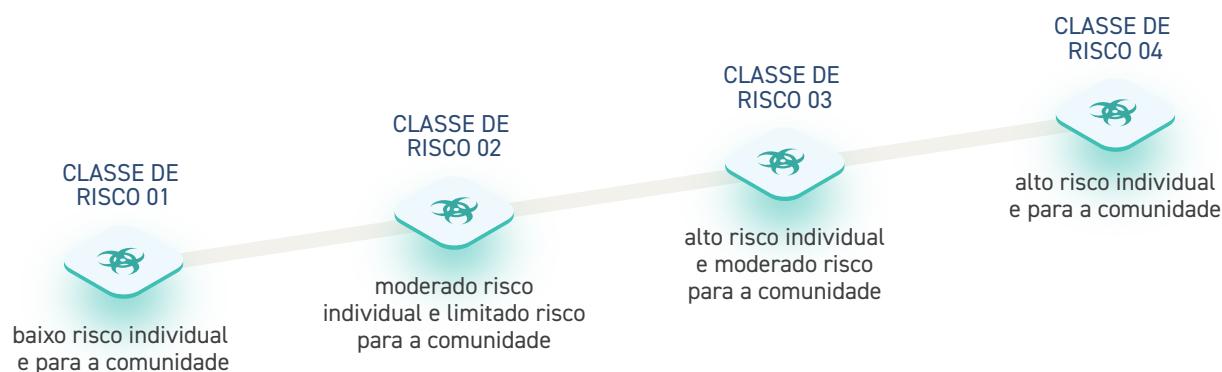 CLASSE DE
RISCO 01
baixo risco individual
e para a comunidade
CLASSE DE
RISCO 02
moderado risco
individual e limitado risco
para a comunidade
CLASSE DE
RISCO 03
alto risco individual
e moderado risco
para a comunidade
CLASSE DE
RISCO 04
alto risco individual
e para a comunidade